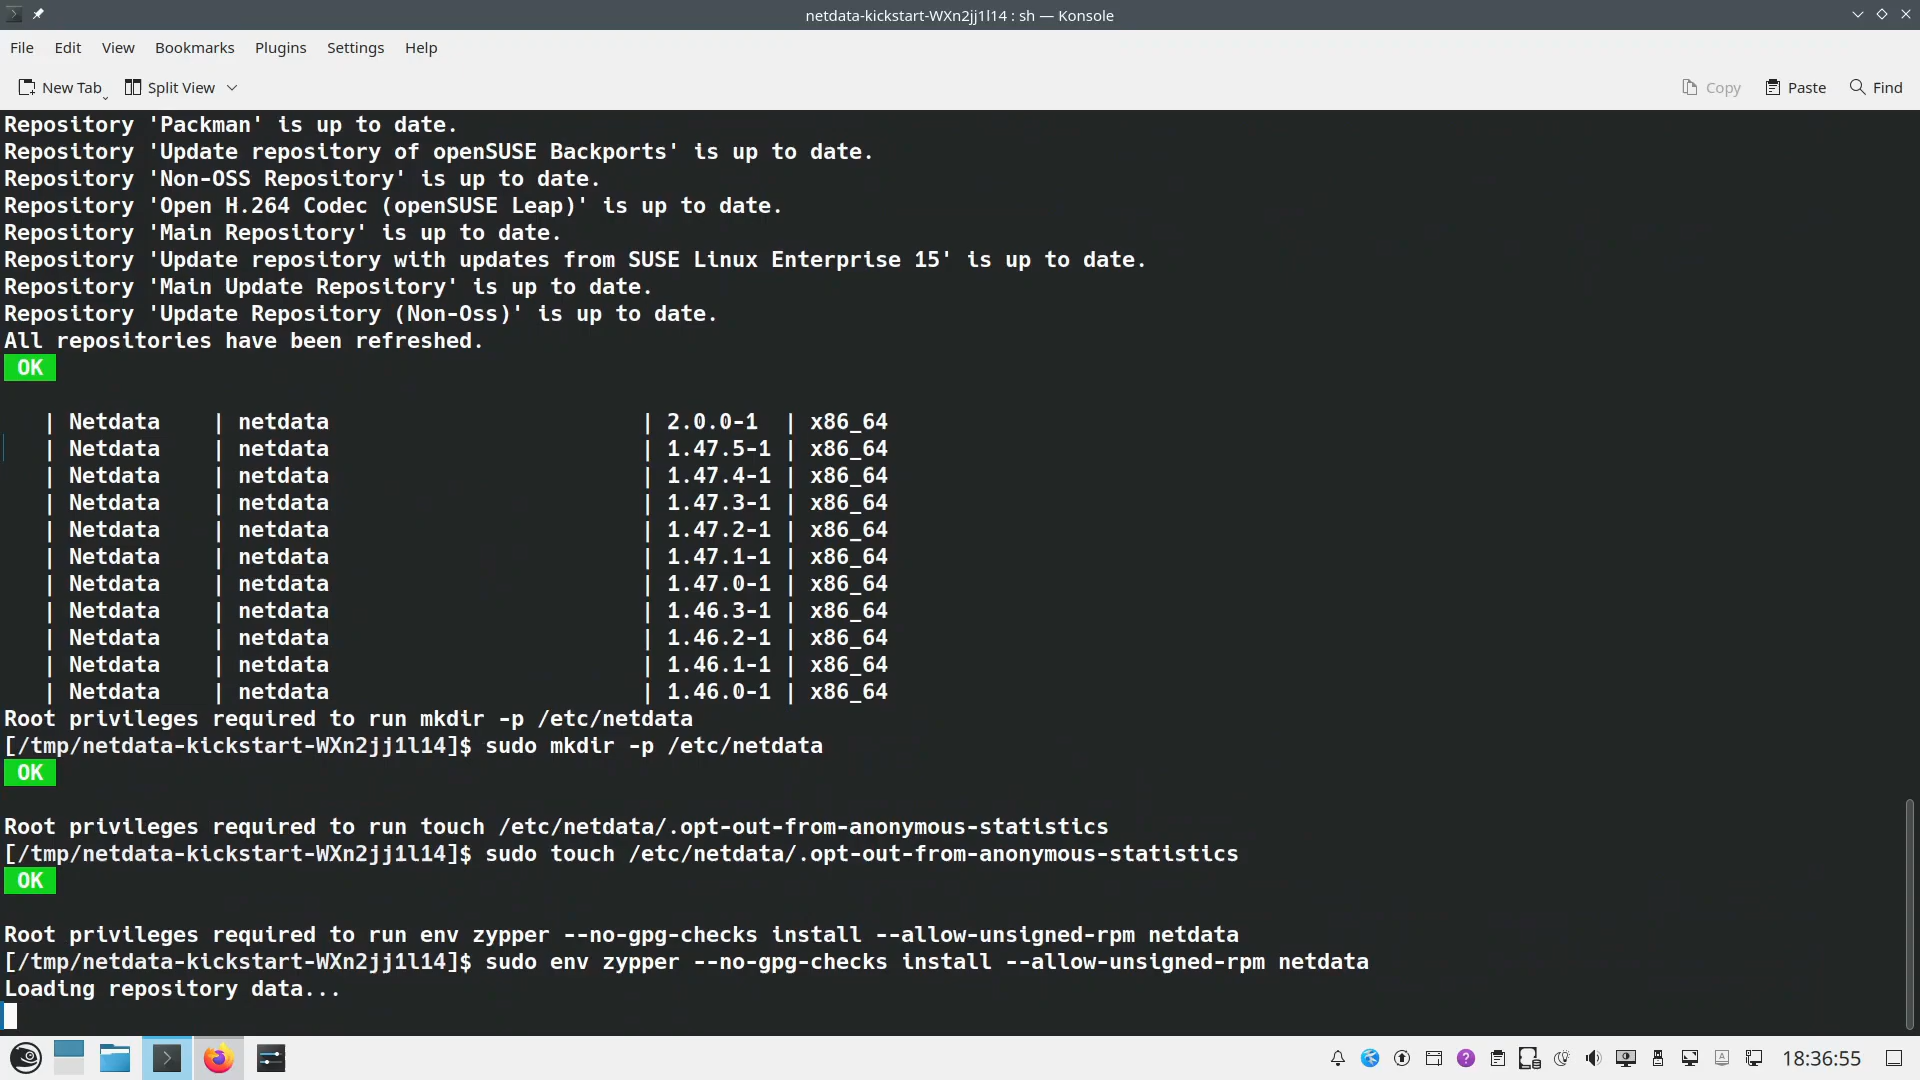 netdata-kickstart-WXn2jj1l14 : sh — Konsole
File Edit View Bookmarks Plugins Settings Help
New Tab Split View Copy Paste Find
Repository 'Packman' is up to date.
Repository 'Update repository of openSUSE Backports' is up to date.
Repository 'Non-OSS Repository' is up to date.
Repository 'Open H.264 Codec (openSUSE Leap)' is up to date.
Repository 'Main Repository' is up to date.
Repository 'Update repository with updates from SUSE Linux Enterprise 15' is up to date.
Repository 'Main Update Repository' is up to date.
Repository 'Update Repository (Non-Oss)' is up to date.
All repositories have been refreshed.
OK
| Netdata | netdata | 2.0.0-1 | x86_64
| Netdata | netdata | 1.47.5-1 | x86_64
| Netdata | netdata | 1.47.4-1 | x86_64
| Netdata | netdata | 1.47.3-1 | x86_64
| Netdata | netdata | 1.47.2-1 | x86_64
| Netdata | netdata | 1.47.1-1 | x86_64
| Netdata | netdata | 1.47.0-1 | x86_64
| Netdata | netdata | 1.46.3-1 | x86_64
| Netdata | netdata | 1.46.2-1 | x86_64
| Netdata | netdata | 1.46.1-1 | x86_64
| Netdata | netdata | 1.46.0-1 | x86_64
Root privileges required to run mkdir -p /etc/netdata
[/tmp/netdata-kickstart-WXn2jj1l14]$ sudo mkdir -p /etc/netdata
OK
Root privileges required to run touch /etc/netdata/.opt-out-from-anonymous-statistics
[/tmp/netdata-kickstart-WXn2jj1l14]$ sudo touch /etc/netdata/.opt-out-from-anonymous-statistics
OK
Root privileges required to run env zypper --no-gpg-checks install --allow-unsigned-rpm netdata
[/tmp/netdata-kickstart-WXn2jj1l14]$ sudo env zypper --no-gpg-checks install --allow-unsigned-rpm netdata
Loading repository data...
18:36:55